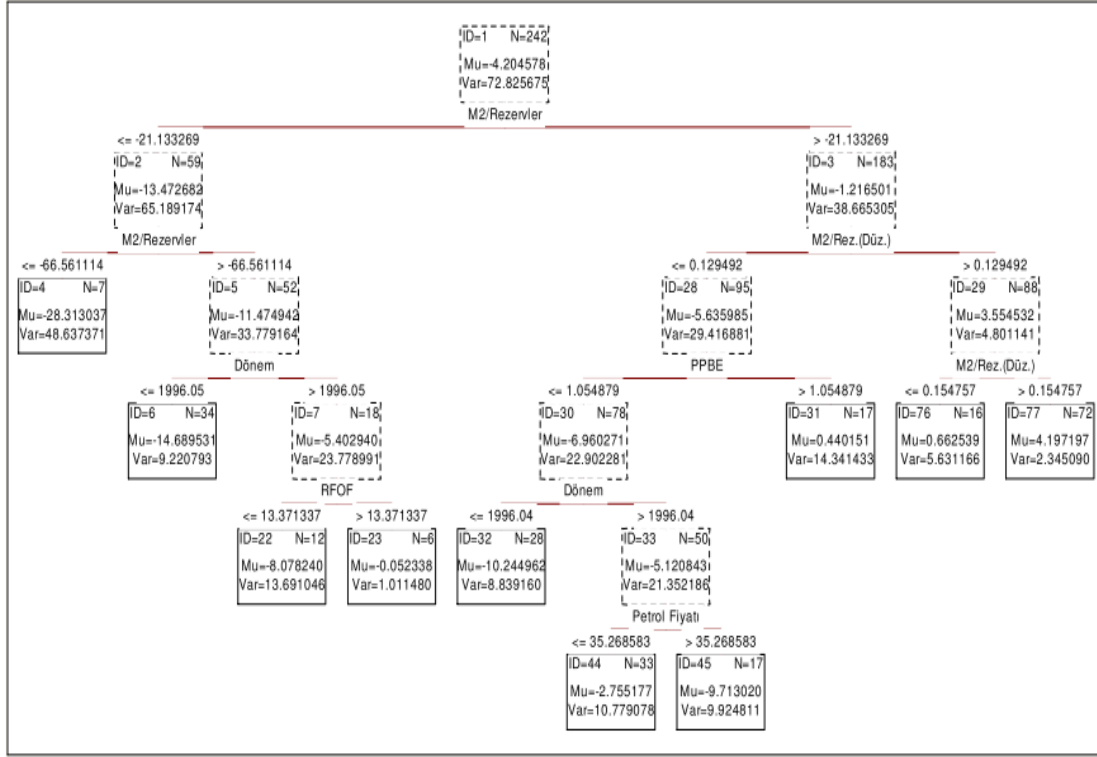 ID=1 N=242
Mu=-4.204578
Var=72.825675
M2/Rezervler
<= -21.133269 > -21.133269
ID=2 N=59 ID=3 N=183
Mu=-13.472682 Mu=-1.216501
Var=65.189174 Var=38.665305
M2/Rezervler M2/Rez.(Düz.)
<= -66.561114 > -66.561114 <= 0.129492 > 0.129492
ID=4 N=7 ID=5 N=52 ID=28 N=95 ID=29 N=88
Mu=-28.313037 Mu=-11.474942 Mu=-5.635985 Mu=3.554532
Var=48.637371 Var=33.779164 Var=29.416881 Var=4.801141
Dönem PPBE M2/Rez.(Düz.)
<= 1996.05 > 1996.05 <= 1.054879 > 1.054879 <= 0.154757 > 0.154757
ID=6 N=34 ID=7 N=18 ID=30 N=78 ID=31 N=17 ID=76 N=16 ID=77 N=72
Mu=-14.689531 Mu=-5.402940 Mu=-6.960271 Mu=0.440151 Mu=0.662539 Mu=4.197197
Var=9.220793 Var=23.778991 Var=22.902281 Var=14.341433 Var=5.631166 Var=2.345090
RFOF Dönem
<= 13.371337 > 13.371337 <= 1996.04 > 1996.04
ID=22 N=12 ID=23 N=6 ID=32 N=28 ID=33 N=50
Mu=-8.078240 Mu=-0.052338 Mu=-10.244962 Mu=-5.120843
Var=13.691046 Var=1.011480 Var=8.839160 Var=21.352186
Petrol Fiyatı
<= 35.268583 > 35.268583
ID=44 N=33 ID=45 N=17
Mu=-2.755177 Mu=-9.713020
Var=10.779078 Var=9.924811